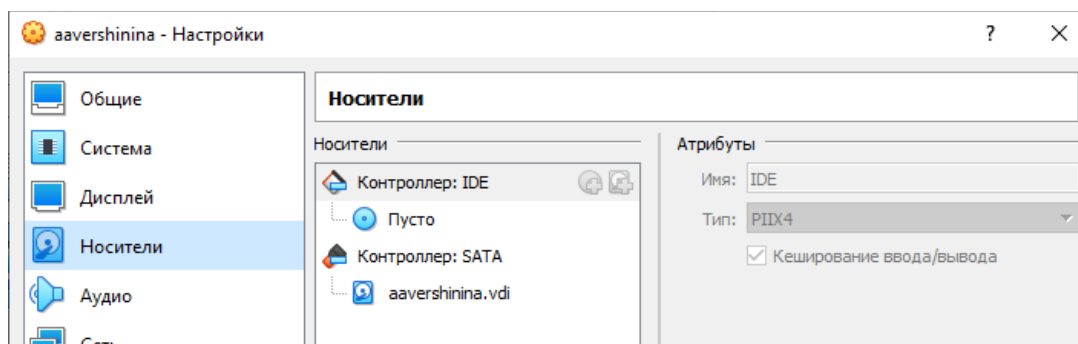 aavershinina - Настройки ?
Общие
Система
Дисплей
Носители
Аудио
Сеть
Носители
Носители
Контроллер: IDE
Пусто
Контроллер: SATA
aavershinina.vdi
Атрибуты
Имя: IDE
Тип: PIIX4
Кеширование ввода/вывода